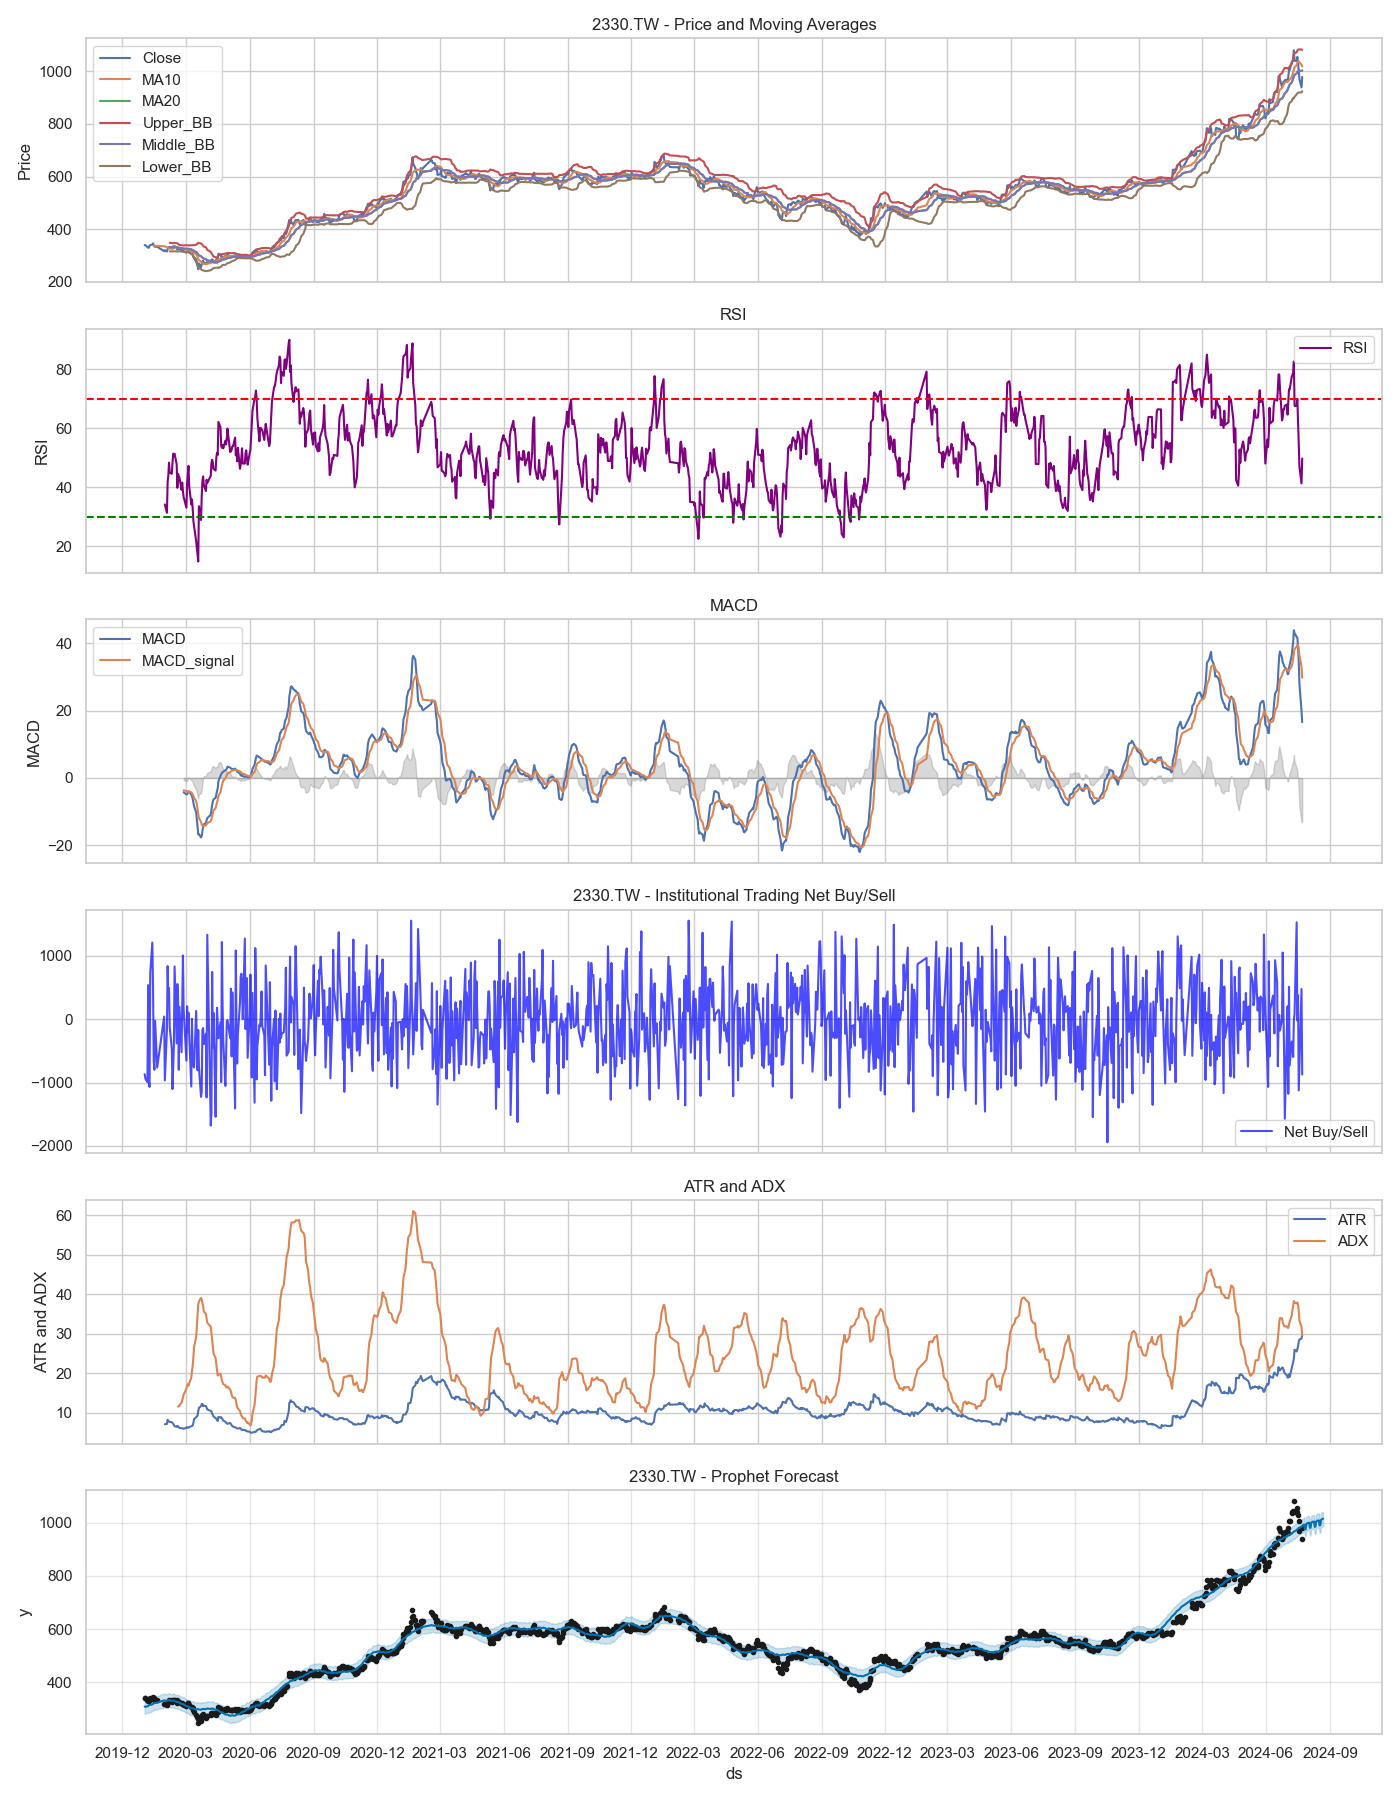 2330.TW - Price and Moving Averages
Close
MA10
MA20
Upper_BB
Middle_BB
Lower_BB
Price
1000
800
600
400
200
RSI
RSI
RSI
80
60
40
20
MACD
MACD
MACD_signal
MACD
40
20
0
−20
2330.TW - Institutional Trading Net Buy/Sell
1000
0
−1000
−2000
Net Buy/Sell
ATR and ADX
ATR
ADX
ATR and ADX
60
50
40
30
20
10
2330.TW - Prophet Forecast
y
1000
800
600
400
2019-12 2020-03 2020-06 2020-09 2020-12 2021-03 2021-06 2021-09 2021-12 2022-03 2022-06 2022-09 2022-12 2023-03 2023-06 2023-09 2023-12 2024-03 2024-06 2024-09
ds